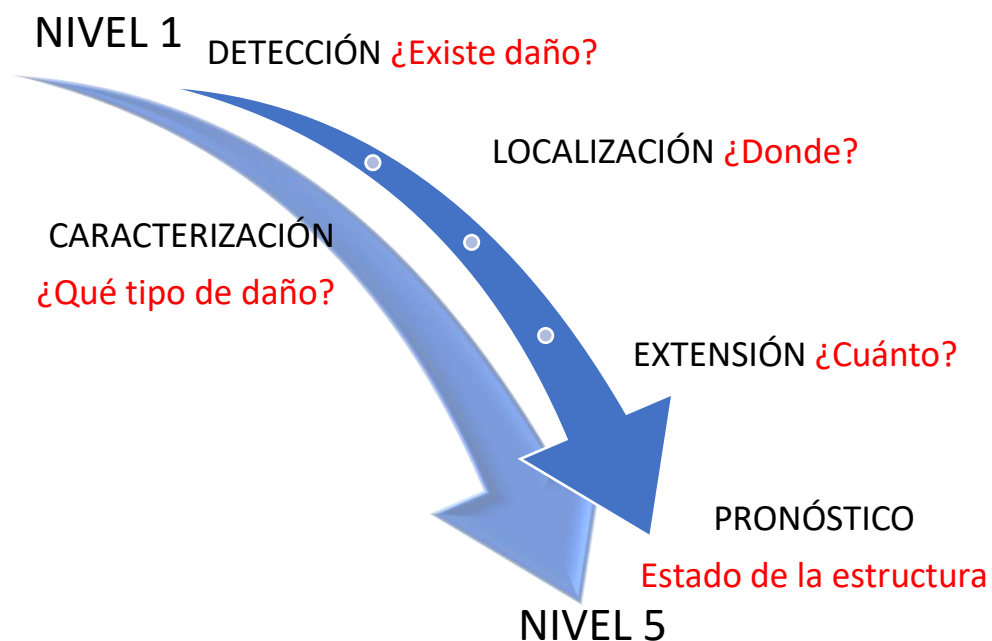 NIVEL 1
DETECCIÓN ¿Existe daño?
LOCALIZACIÓN ¿Donde?
CARACTERIZACIÓN
¿Qué tipo de daño?
EXTENSIÓN ¿Cuánto?
PRONÓSTICO
Estado de la estructura
NIVEL 5